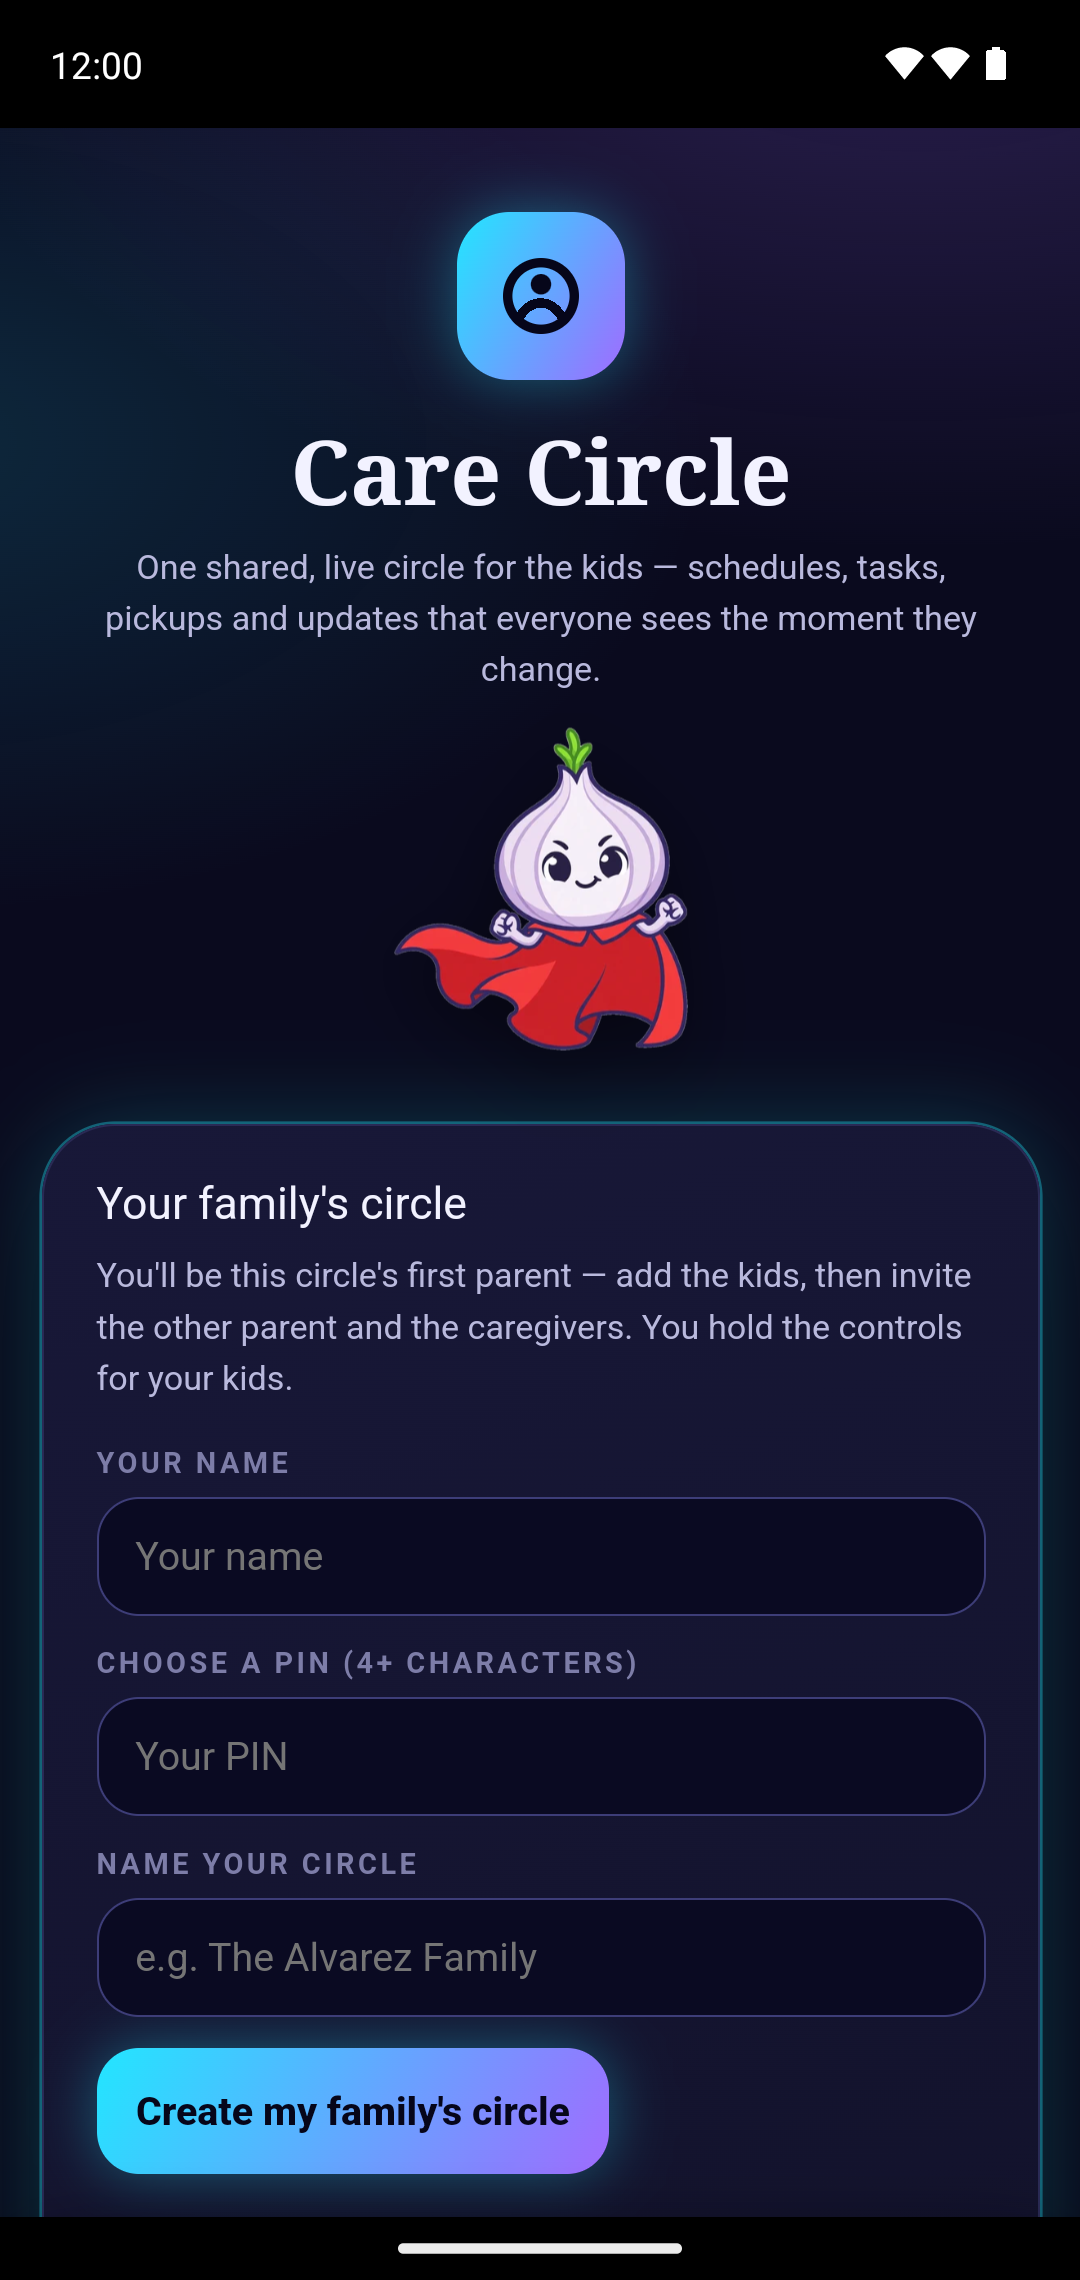 12:00
Care Circle
One shared, live circle for the kids — schedules, tasks,
pickups and updates that everyone sees the moment they
change.
Your family's circle
You'll be this circle's first parent — add the kids, then invite
the other parent and the caregivers. You hold the controls
for your kids.
YOUR NAME
Your name
CHOOSE A PIN (4+ CHARACTERS)
Your PIN
NAME YOUR CIRCLE
e.g. The Alvarez Family
Create my family's circle